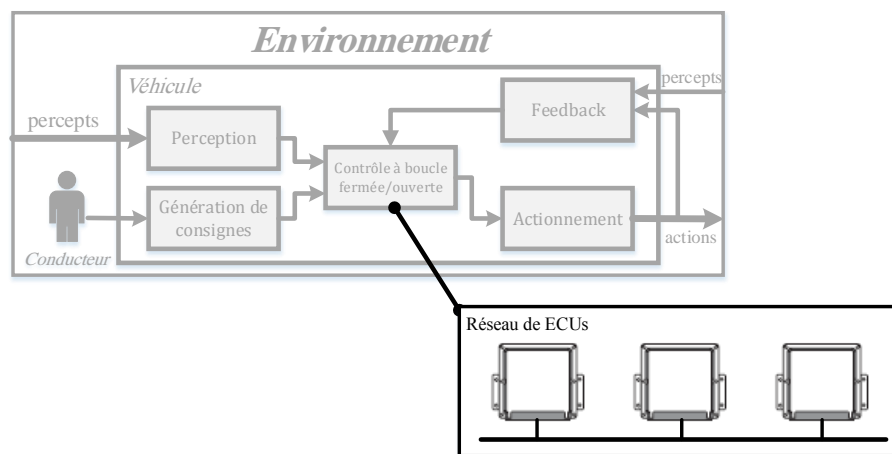 Environnement
Véhicule
percepts
percepts
Perception
Feedback
Contrôle à boucle
fermée/ouverte
Génération de
consignes
Actionnement
Conducteur
actions
Réseau de ECUs